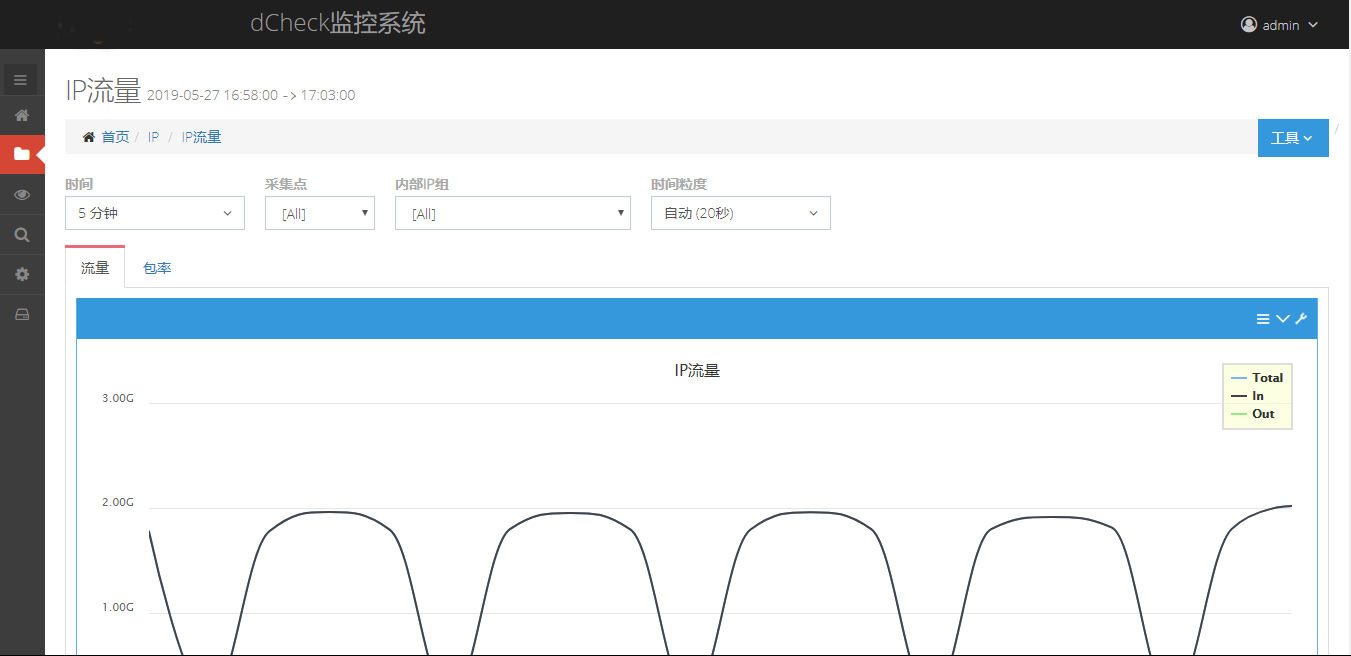 dCheck监控系统
admin
IP流量 2019-05-27 16:58:00 -> 17:03:00
首页 / IP / IP流量
工具
/
时间 采集点 内部IP组 时间粒度
5 分钟 [All] [All] 自动 (20秒)
流量 包率
IP流量
Total
In
Out
3.00G
2.00G
1.00G